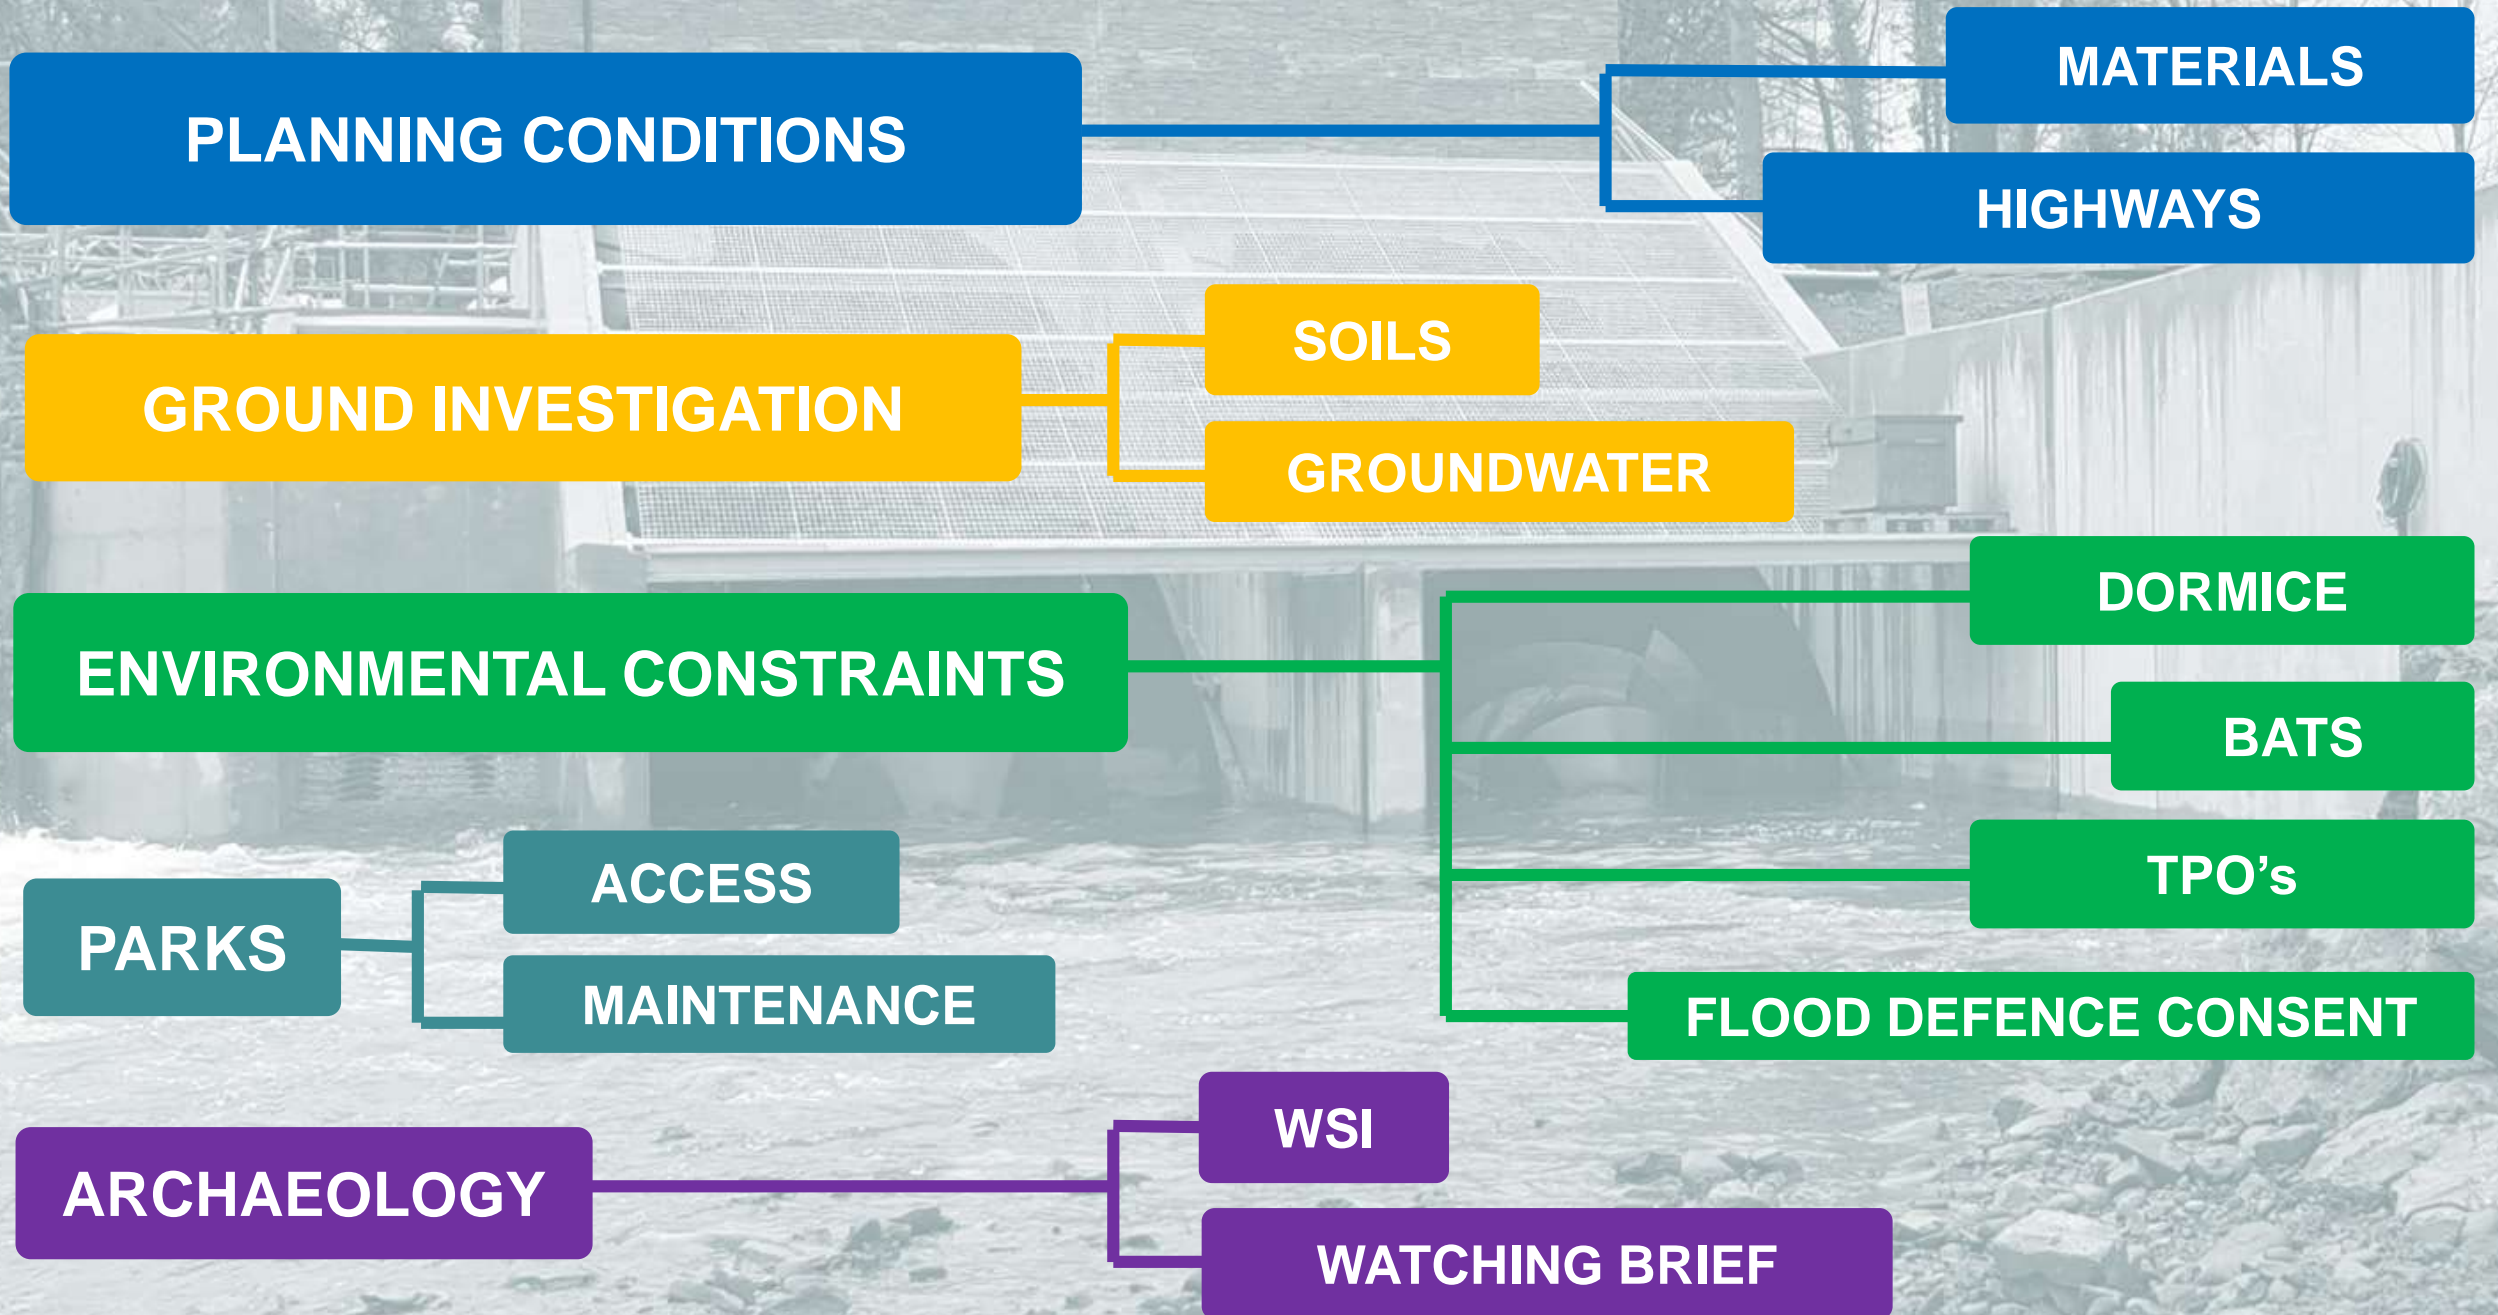 PLANNING CONDITIONS
MATERIALS
HIGHWAYS
GROUND INVESTIGATION
SOILS
GROUNDWATER
ENVIRONMENTAL CONSTRAINTS
DORMICE
BATS
TPO’s
FLOOD DEFENCE CONSENT
PARKS
ACCESS
MAINTENANCE
ARCHAEOLOGY
WSI
WATCHING BRIEF